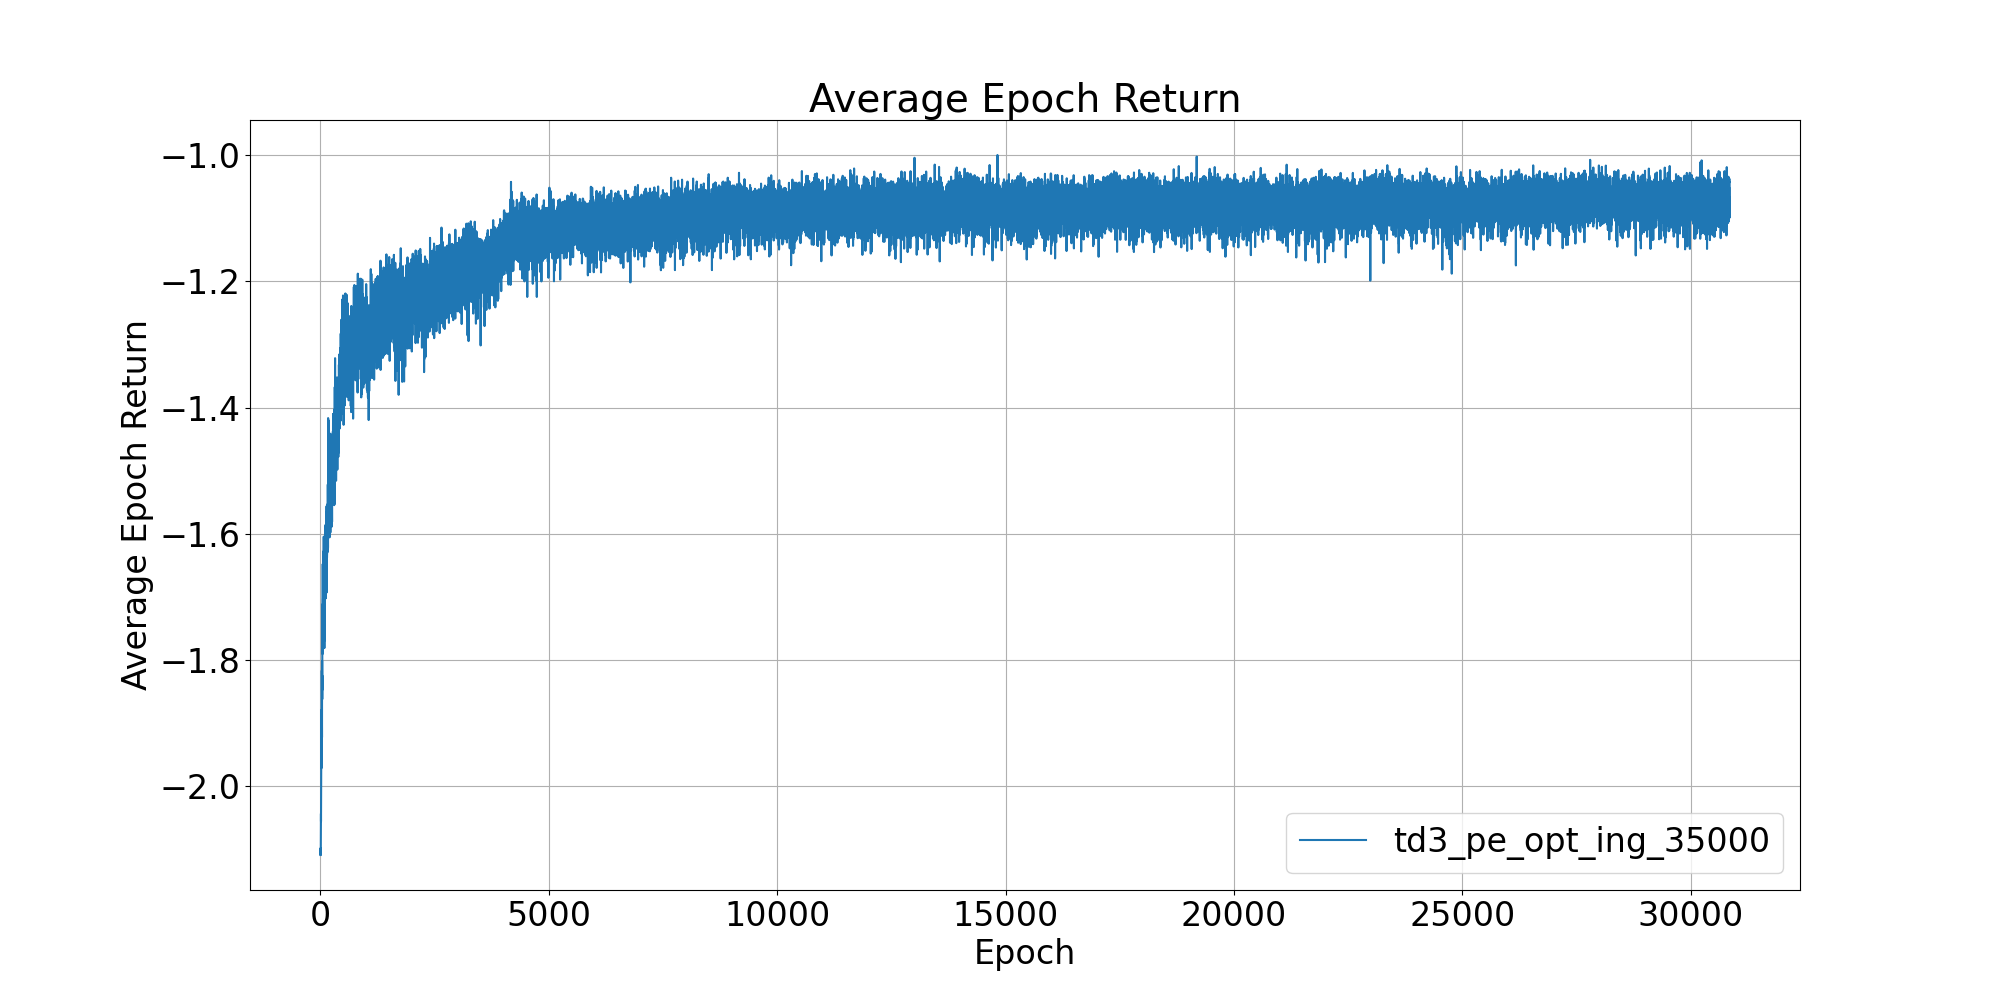 Average Epoch Return
Average Epoch Return
−1.0
−1.2
−1.4
−1.6
−1.8
−2.0
td3_pe_opt_ing_35000
0 5000 10000 15000 20000 25000 30000
Epoch